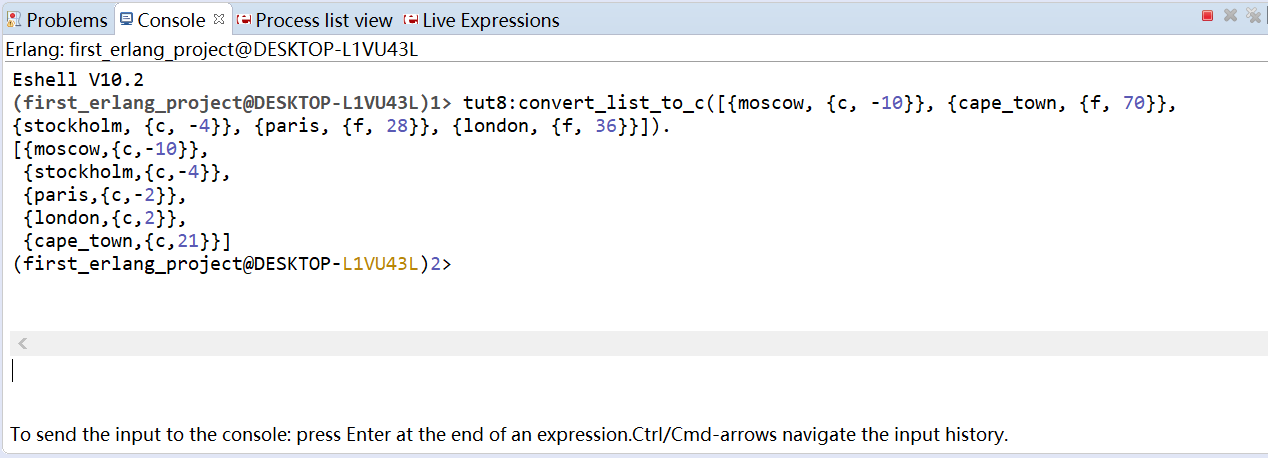 Problems Console Process list view Live Expressions
Erlang: first_erlang_project@DESKTOP-L1VU43L
Eshell V10.2
(first_erlang_project@DESKTOP-L1VU43L)1> tut8:convert_list_to_c([{moscow, {c, -10}}, {cape_town, {f, 70}},
{stockholm, {c, -4}}, {paris, {f, 28}}, {london, {f, 36}}]).
[{moscow,{c,-10}},
 {stockholm,{c,-4}},
 {paris,{c,-2}},
 {london,{c,2}},
 {cape_town,{c,21}}]
(first_erlang_project@DESKTOP-L1VU43L)2>
To send the input to the console: press Enter at the end of an expression.Ctrl/Cmd-arrows navigate the input history.